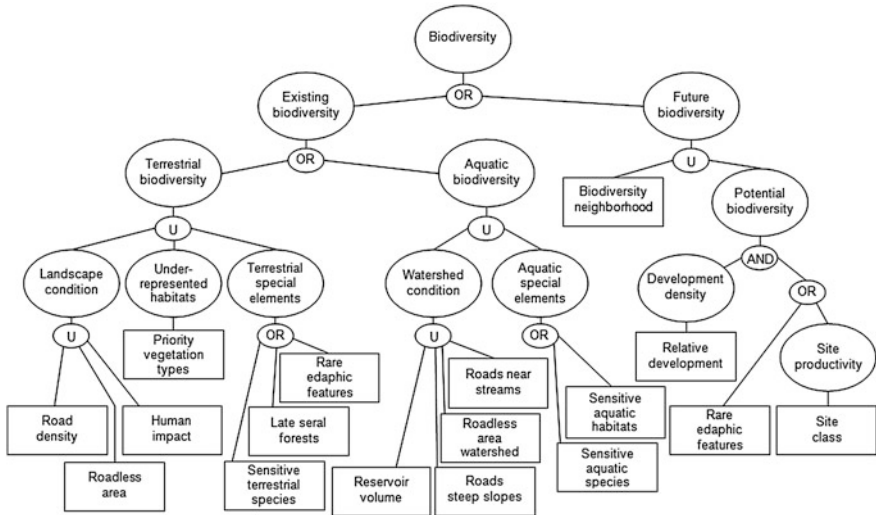 Biodiversity
OR
Existing
biodiversity
Future
biodiversity
OR
U
Terrestrial
biodiversity
Aquatic
biodiversity
Biodiversity
neighborhood
Potential
biodiversity
U
U
AND
Landscape
condition
Under-
represented
habitats
Terrestrial
special
elements
Watershed
condition
Aquatic
special
elements
Development
density
OR
U
OR
U
OR
Priority
vegetation
types
Relative
development
Site
productivity
Rare
edaphic
features
Roads near
streams
Sensitive
aquatic
habitats
Road
density
Human
impact
Late seral
forests
Roadless
area
watershed
Rare
edaphic
features
Site
class
Roadless
area
Sensitive
terrestrial
species
Reservoir
volume
Roads
steep slopes
Sensitive
aquatic
species